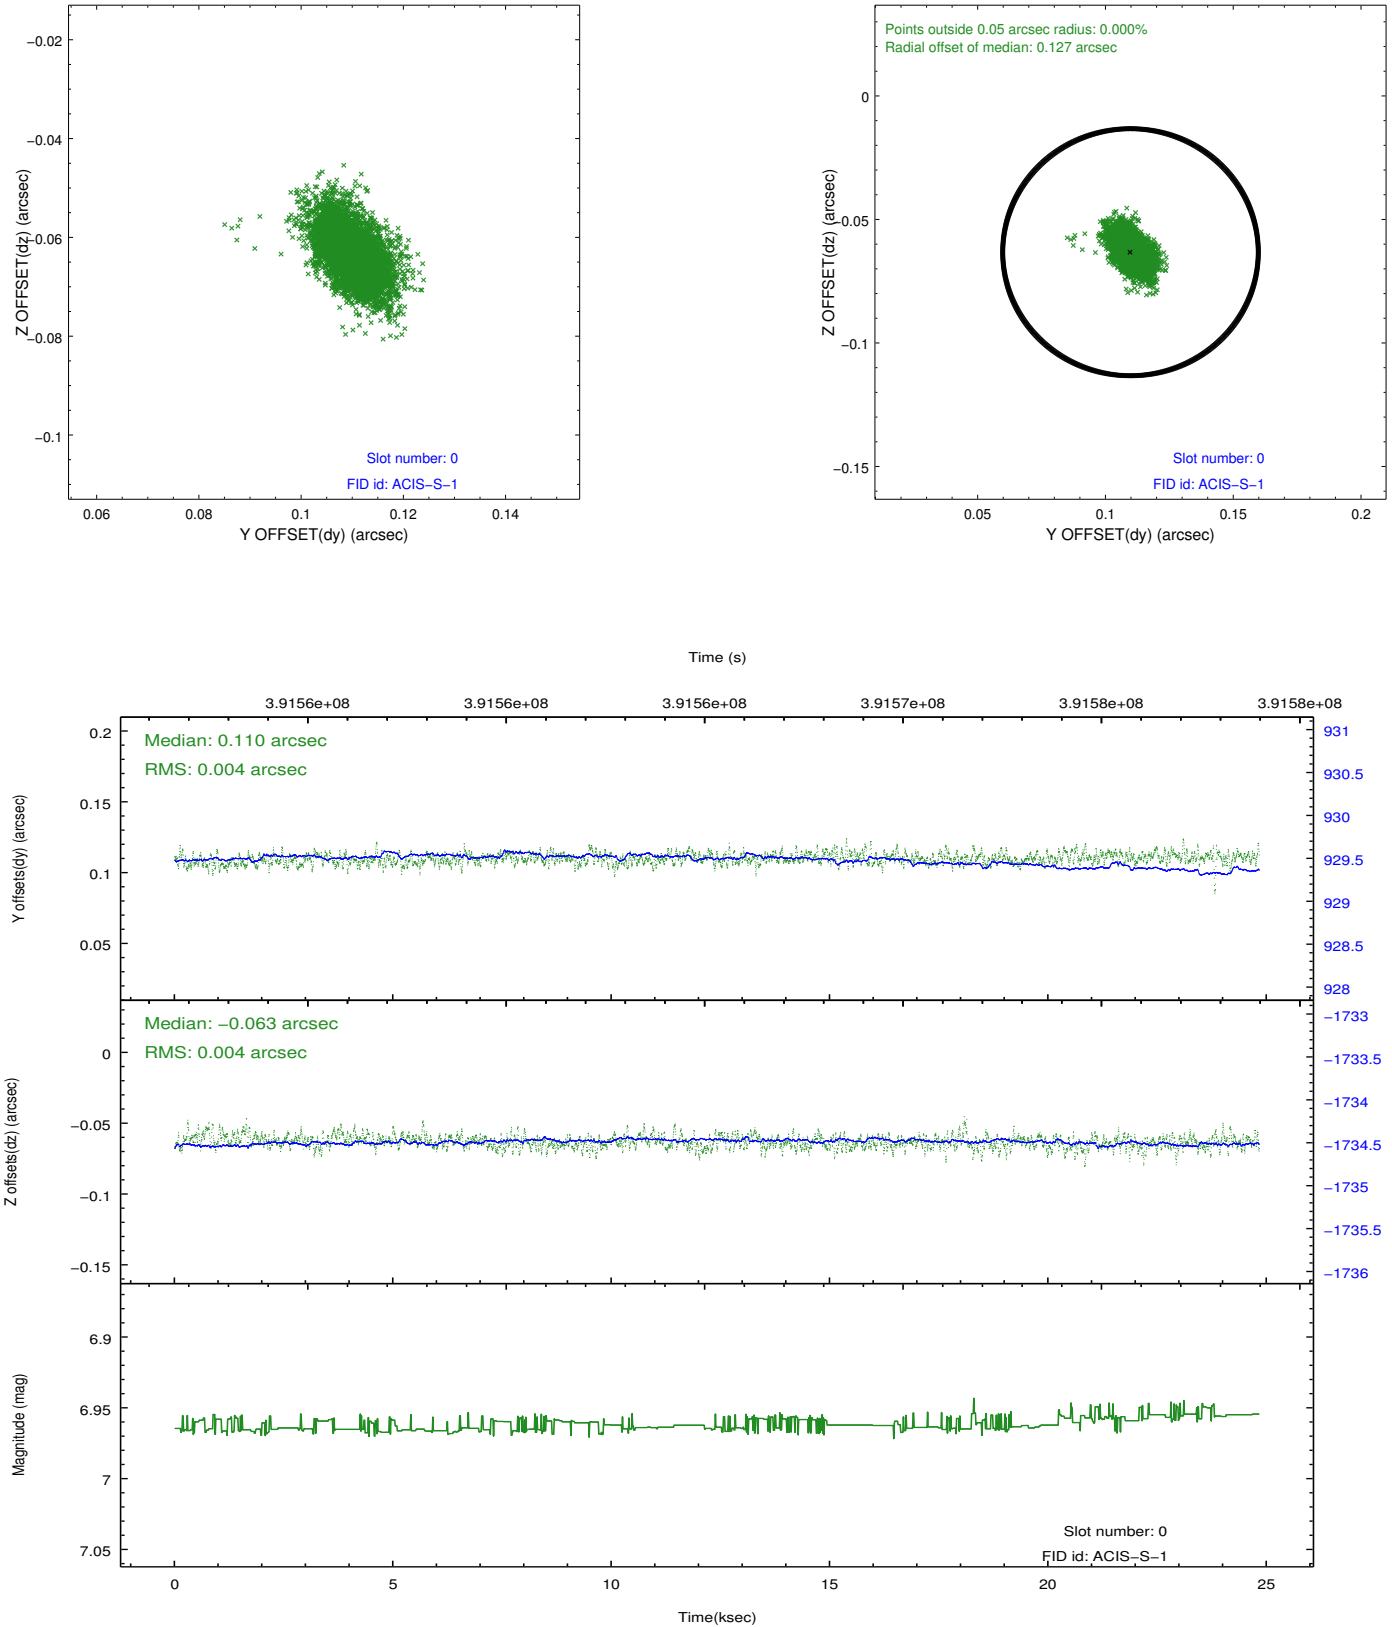 −0.02
−0.04
−0.06
−0.08
−0.1
Z OFFSET(dz) (arcsec)
Slot number: 0
FID id: ACIS−S−1
0.06 0.08 0.1 0.12 0.14
Y OFFSET(dy) (arcsec)
Points outside 0.05 arcsec radius: 0.000%
Radial offset of median: 0.127 arcsec
0
−0.05
−0.1
−0.15
Z OFFSET(dz) (arcsec)
Slot number: 0
FID id: ACIS−S−1
0.05 0.1 0.15 0.2
Y OFFSET(dy) (arcsec)
Time (s)
3.9156e+08 3.9156e+08 3.9156e+08 3.9157e+08 3.9158e+08 3.9158e+08
Median: 0.110 arcsec
RMS: 0.004 arcsec
0.2
0.15
0.1
0.05
Y offsets(dy) (arcsec)
931
930.5
930
929.5
929
928.5
928
Median: −0.063 arcsec
RMS: 0.004 arcsec
0
−0.05
−0.1
−0.15
Z offsets(dz) (arcsec)
−1733
−1733.5
−1734
−1734.5
−1735
−1735.5
−1736
6.9
6.95
7
7.05
Magnitude (mag)
Slot number: 0
FID id: ACIS−S−1
0 5 10 15 20 25
Time(ksec)